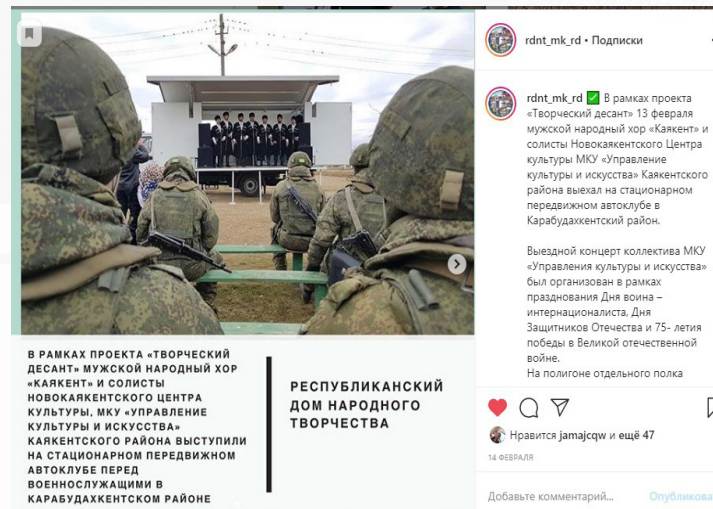 В РАМКАХ ПРОЕКТА «ТВОРЧЕСКИЙ
ДЕСАНТ» МУЖСКОЙ НАРОДНЫЙ ХОР
«КАЯКЕНТ» И СОЛИСТЫ
НОВОКАЯКЕНТСКОГО ЦЕНТРА
КУЛЬТУРЫ, МКУ «УПРАВЛЕНИЕ
КУЛЬТУРЫ И ИСКУССТВА»
КАЯКЕНТСКОГО РАЙОНА ВЫСТУПИЛИ
НА СТАЦИОНАРНОМ ПЕРЕДВИЖНОМ
АВТОКЛУБЕ ПЕРЕД
ВОЕННОСЛУЖАЩИМИ В
КАРАБУДАХКЕНТСКОМ РАЙОНЕ
РЕСПУБЛИКАНСКИЙ
ДОМ НАРОДНОГО
ТВОРЧЕСТВА
rdnt_mk_rd • Подписки
rdnt_mk_rd ✅ В рамках проекта
«Творческий десант» 13 февраля
мужской народный хор «Каякент» и
солисты Новокаякентского Центра
культуры МКУ «Управление
культуры и искусства» Каякентского
района выехал на стационарном
передвижном автоклубе в
Карабудахкентский район.
Выездной концерт коллектива МКУ
«Управления культуры и искусства»
был организован в рамках
празднования Дня воина –
интернационалиста, Дня
Защитников Отечества и 75- летия
победы в Великой отечественной
войне.
На полигоне отдельного полка
Нравится jamajcqw и ещё 47
14 ФЕВРАЛЯ
Добавьте комментарий...
Опубликова